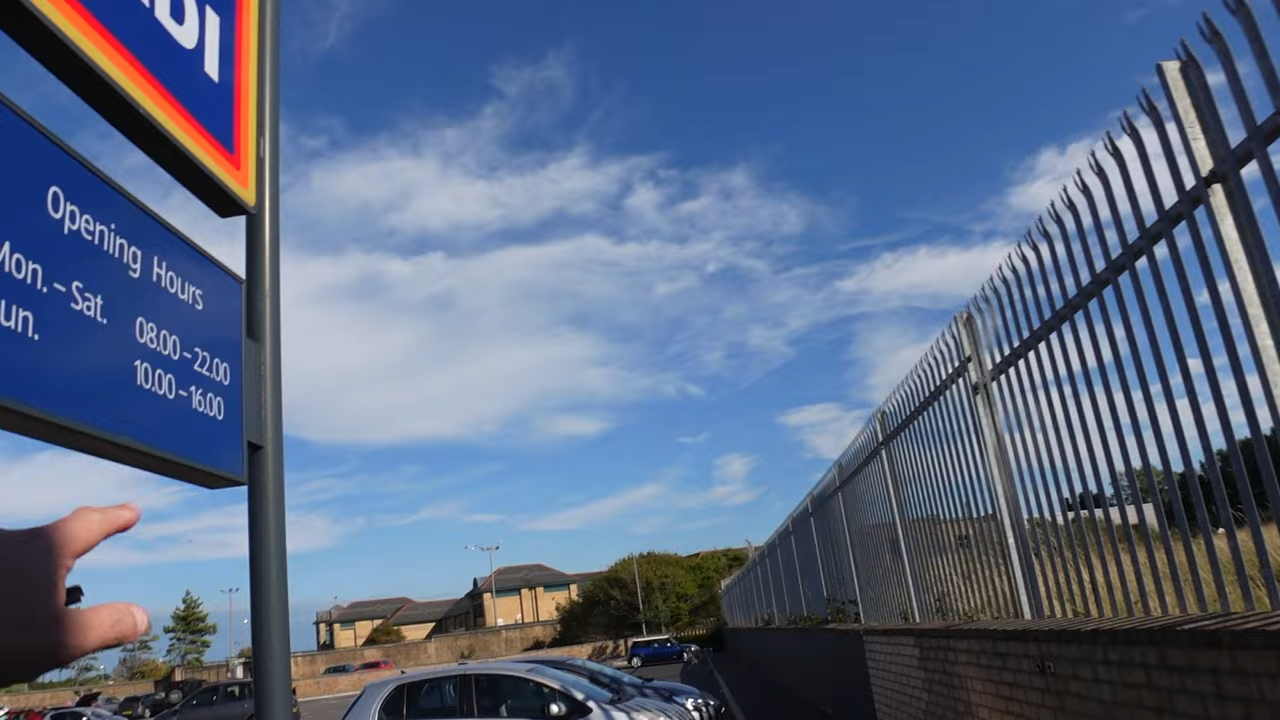 DI
Opening Hours
Mon. – Sat. 08.00 – 22.00
un. 10.00 – 16.00